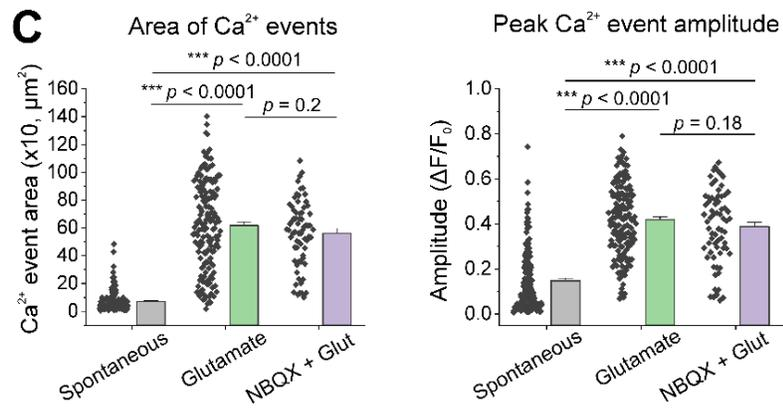 C
Area of Ca²⁺ events
*** p < 0.0001
*** p < 0.0001
p = 0.2
Ca²⁺ event area (x10, µm²)
160
140
120
100
80
60
40
20
0
Spontaneous
Glutamate
NBQX + Glut
Peak Ca²⁺ event amplitude
*** p < 0.0001
*** p < 0.0001
p = 0.18
Amplitude (ΔF/F₀)
1.0
0.8
0.6
0.4
0.2
0.0
Spontaneous
Glutamate
NBQX + Glut